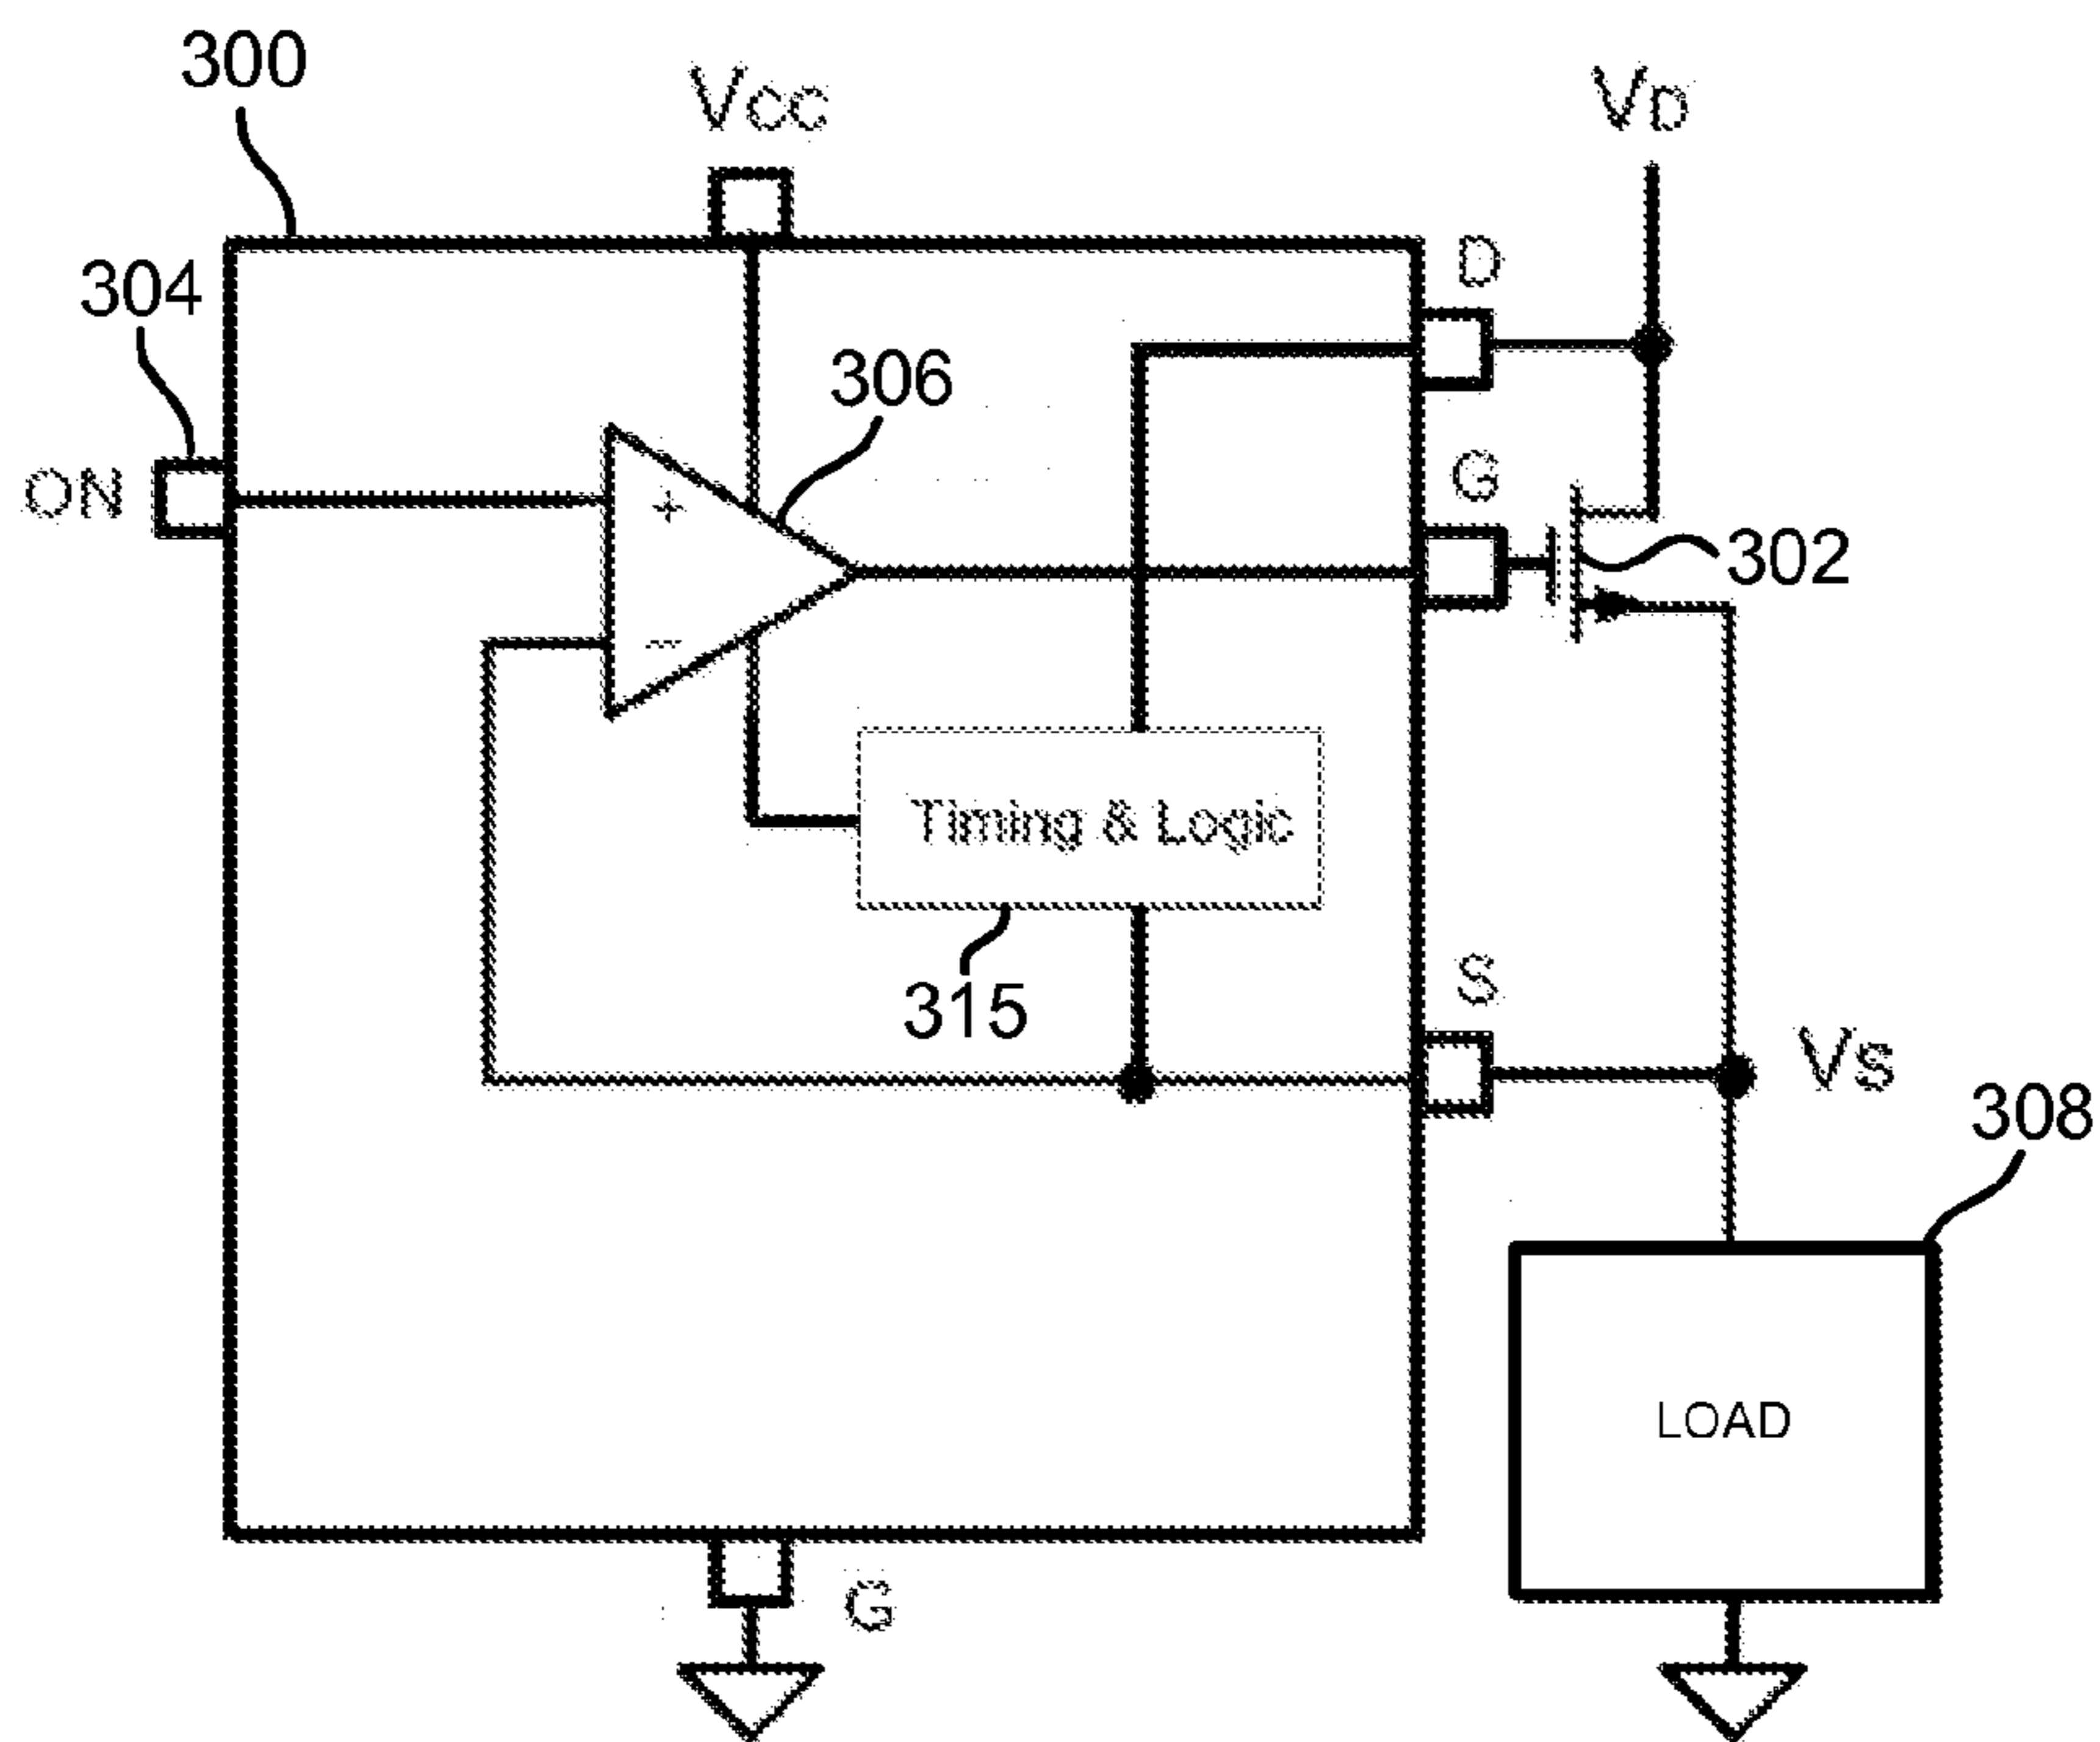 300
VCC
VD
304
D
306
G
ON
+
302
−
Timing & Logic
315
S
VS
308
LOAD
G